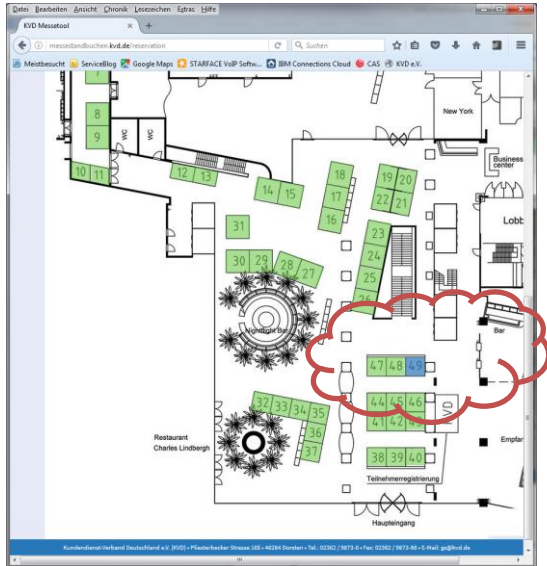 Datei Bearbeiten Ansicht Chronik Lesezeichen Extras Hilfe
KVD Messetool
messestandbuchen.kvd.de/reservation
Suchen
Meistbesucht ServiceBlog Google Maps STARFACE VoIP Softw... IBM Connections Cloud CAS KVD e.V.
7
8
9
WC WC
10 11
12 13
14 15
18
17
16
19 20
22 21
New York
Business
center
Lobb
31
23
24
25
26
30 29 28 27
Nightflight Bar
Bar
47 48 49
32 33 34 35
36
37
44 45 46
41 42 43
KVD
Restaurant
Charles Lindbergh
Empfan
38 39 40
Teilnehmerregistrierung
Haupteingang
Kundendienst-Verband Deutschland e.V. (KVD) • Pliesterbecker Strasse 165 • 46284 Dorsten • Tel.: 02362 / 9873-0 • Fax: 02362 / 9873-98 • E-Mail: gs@kvd.de